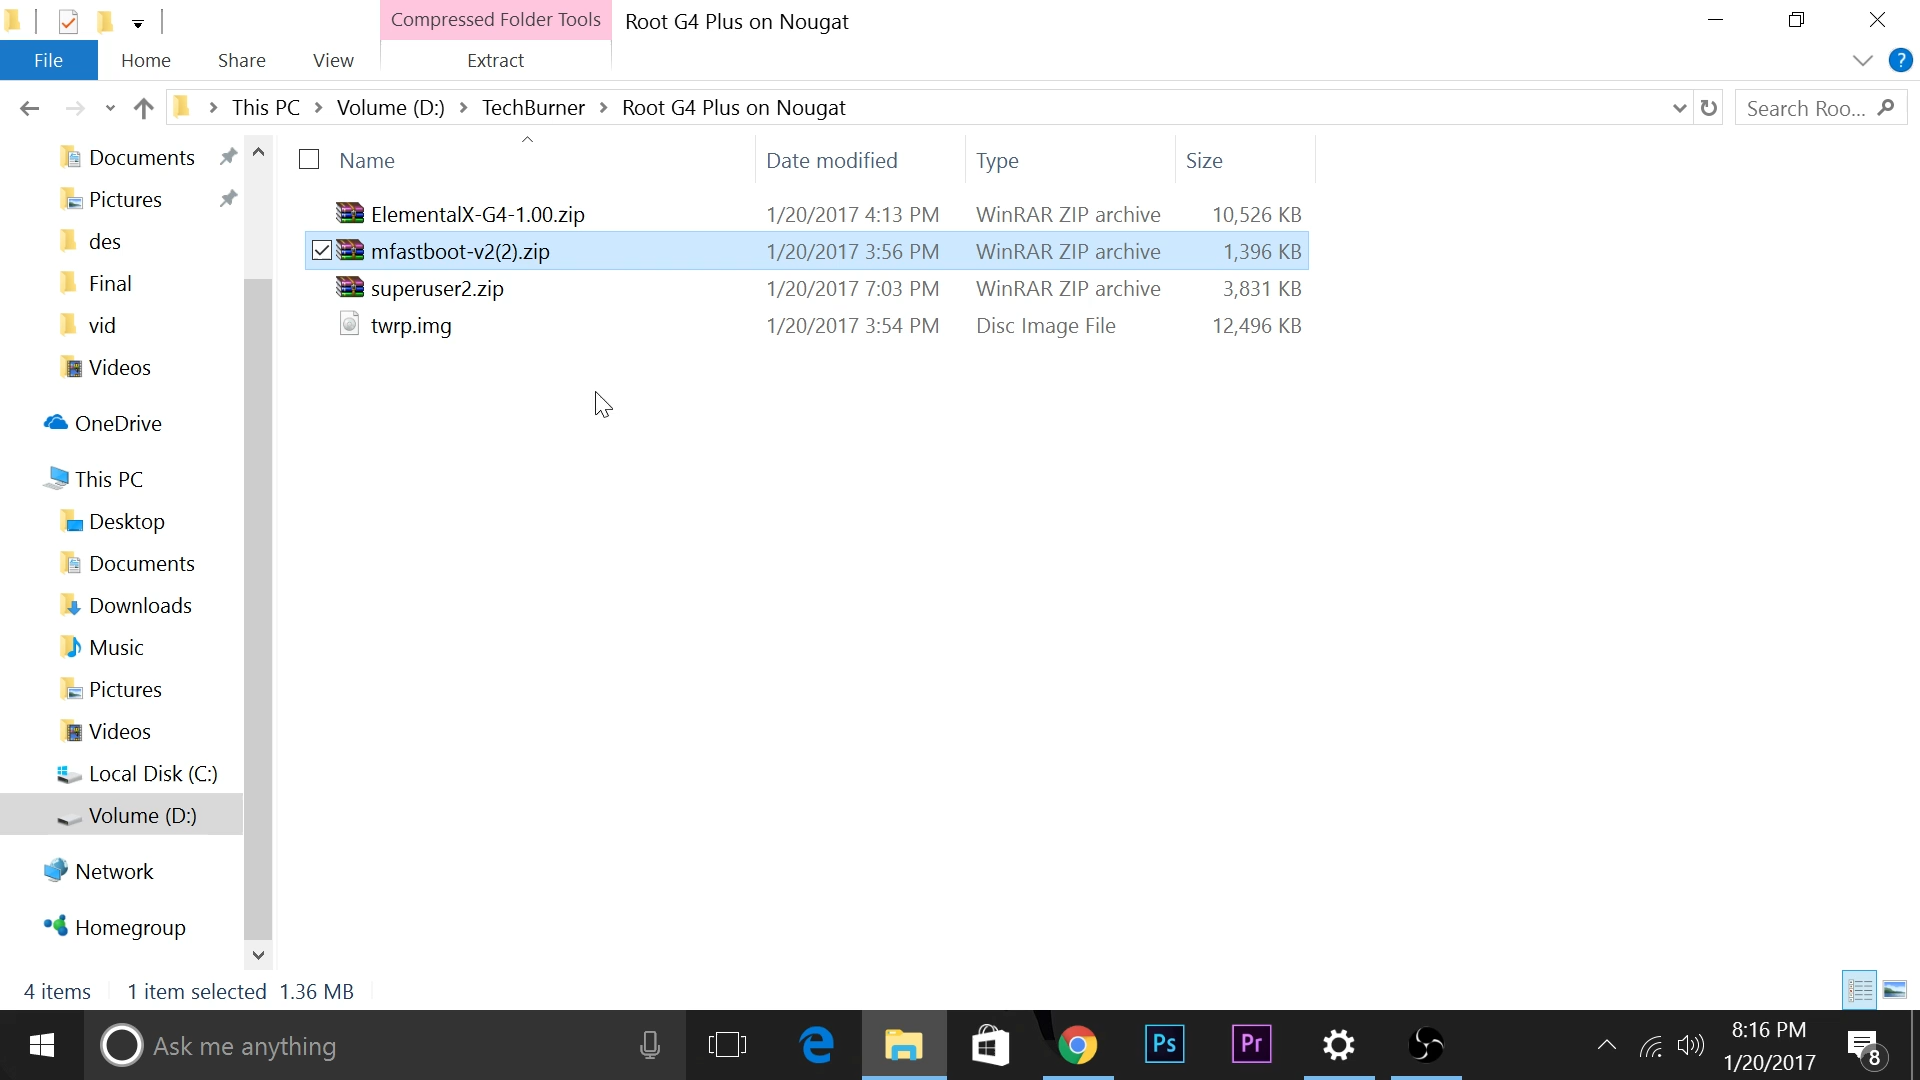 Compressed Folder Tools Root G4 Plus on Nougat
File Home Share View Extract ?
This PC Volume (D:) TechBurner Root G4 Plus on Nougat Search Roo...
Name Date modified Type Size
ElementalX-G4-1.00.zip 1/20/2017 4:13 PM WinRAR ZIP archive 10,526 KB
mfastboot-v2(2).zip 1/20/2017 3:56 PM WinRAR ZIP archive 1,396 KB
superuser2.zip 1/20/2017 7:03 PM WinRAR ZIP archive 3,831 KB
twrp.img 1/20/2017 3:54 PM Disc Image File 12,496 KB
Documents
Pictures
des
Final
vid
Videos
OneDrive
This PC
Desktop
Documents
Downloads
Music
Pictures
Videos
Local Disk (C:)
Volume (D:)
Network
Homegroup
4 items 1 item selected 1.36 MB
Ask me anything
Ps
Pr
8:16 PM
1/20/2017
8